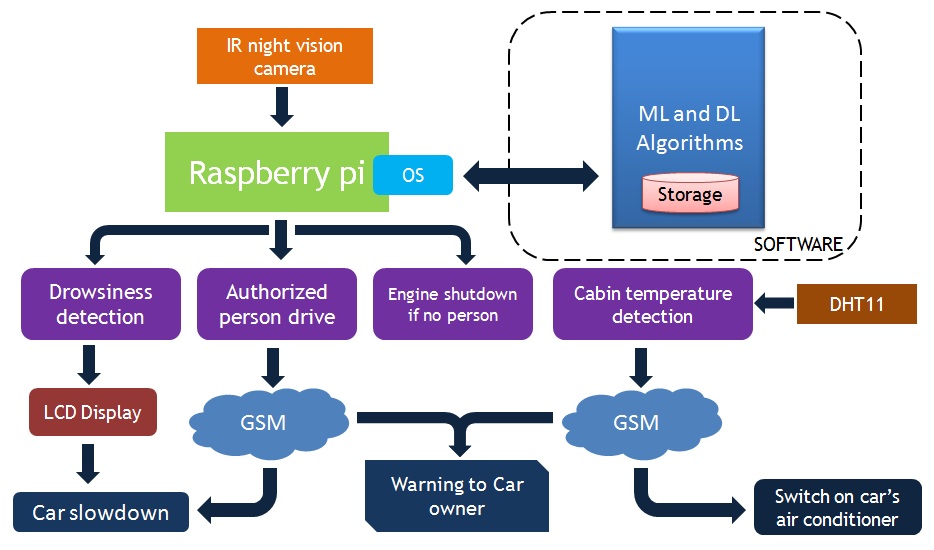 IR night vision
camera
ML and DL
Algorithms
Storage
SOFTWARE
Raspberry pi
OS
Drowsiness
detection
Authorized
person drive
Engine shutdown
if no person
Cabin temperature
detection
DHT11
LCD Display
GSM
GSM
Car slowdown
Warning to Car
owner
Switch on car's
air conditioner